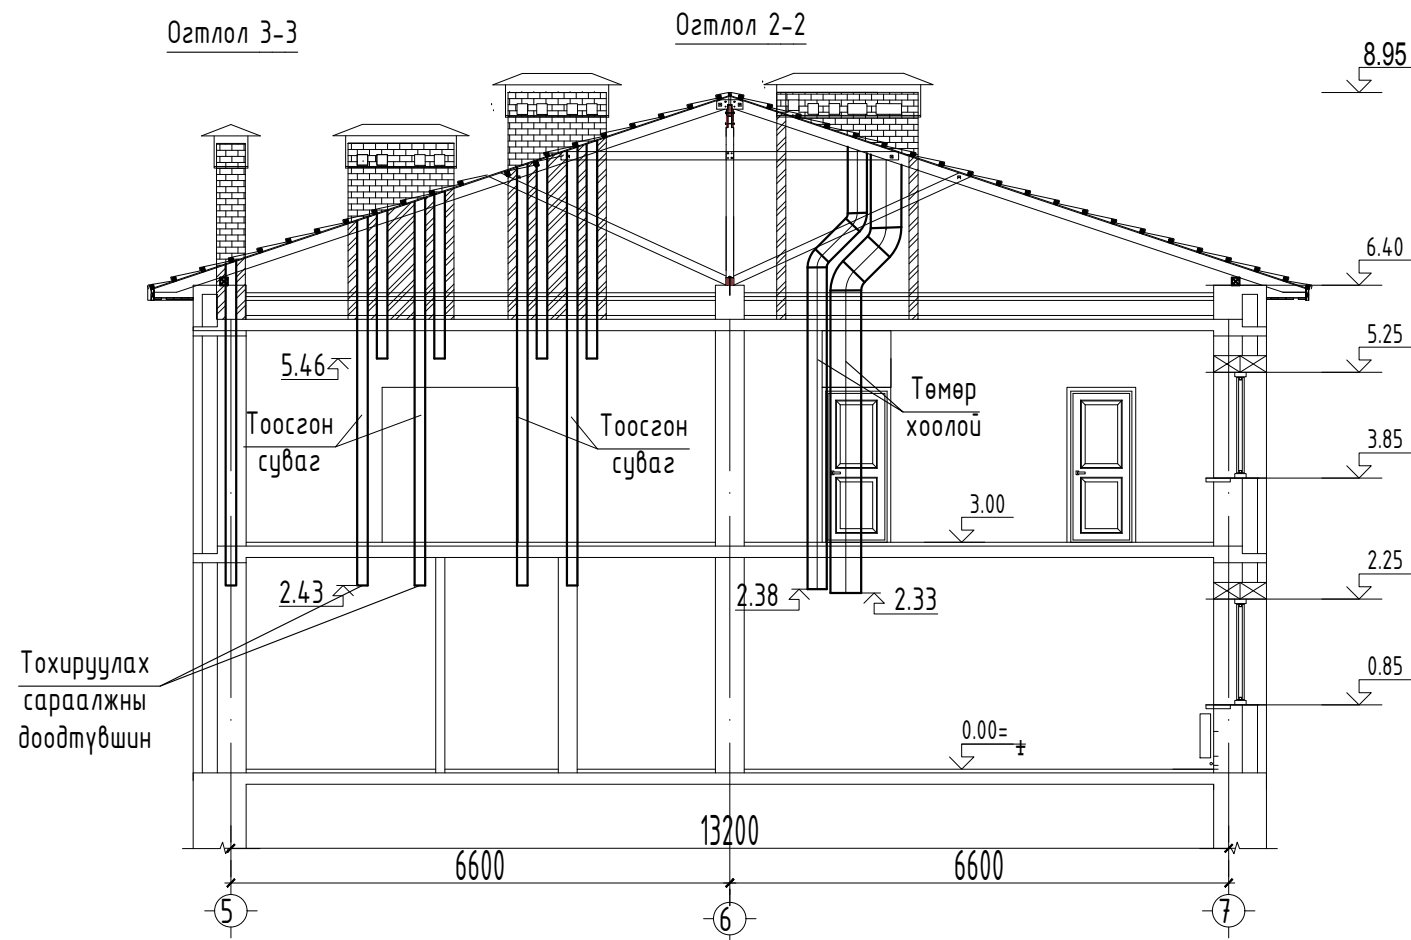 Огтлол 3-3
Огтлол 2-2
8.95
6.40
5.25
5.46
Төмөр
хоолой
Тоосгон
суваг
Тоосгон
суваг
3.85
3.00
2.25
2.43
2.38
2.33
Тохируулах
сараалжны
доодтүвшин
0.85
0.00=±
13200
6600
6600
5
6
7